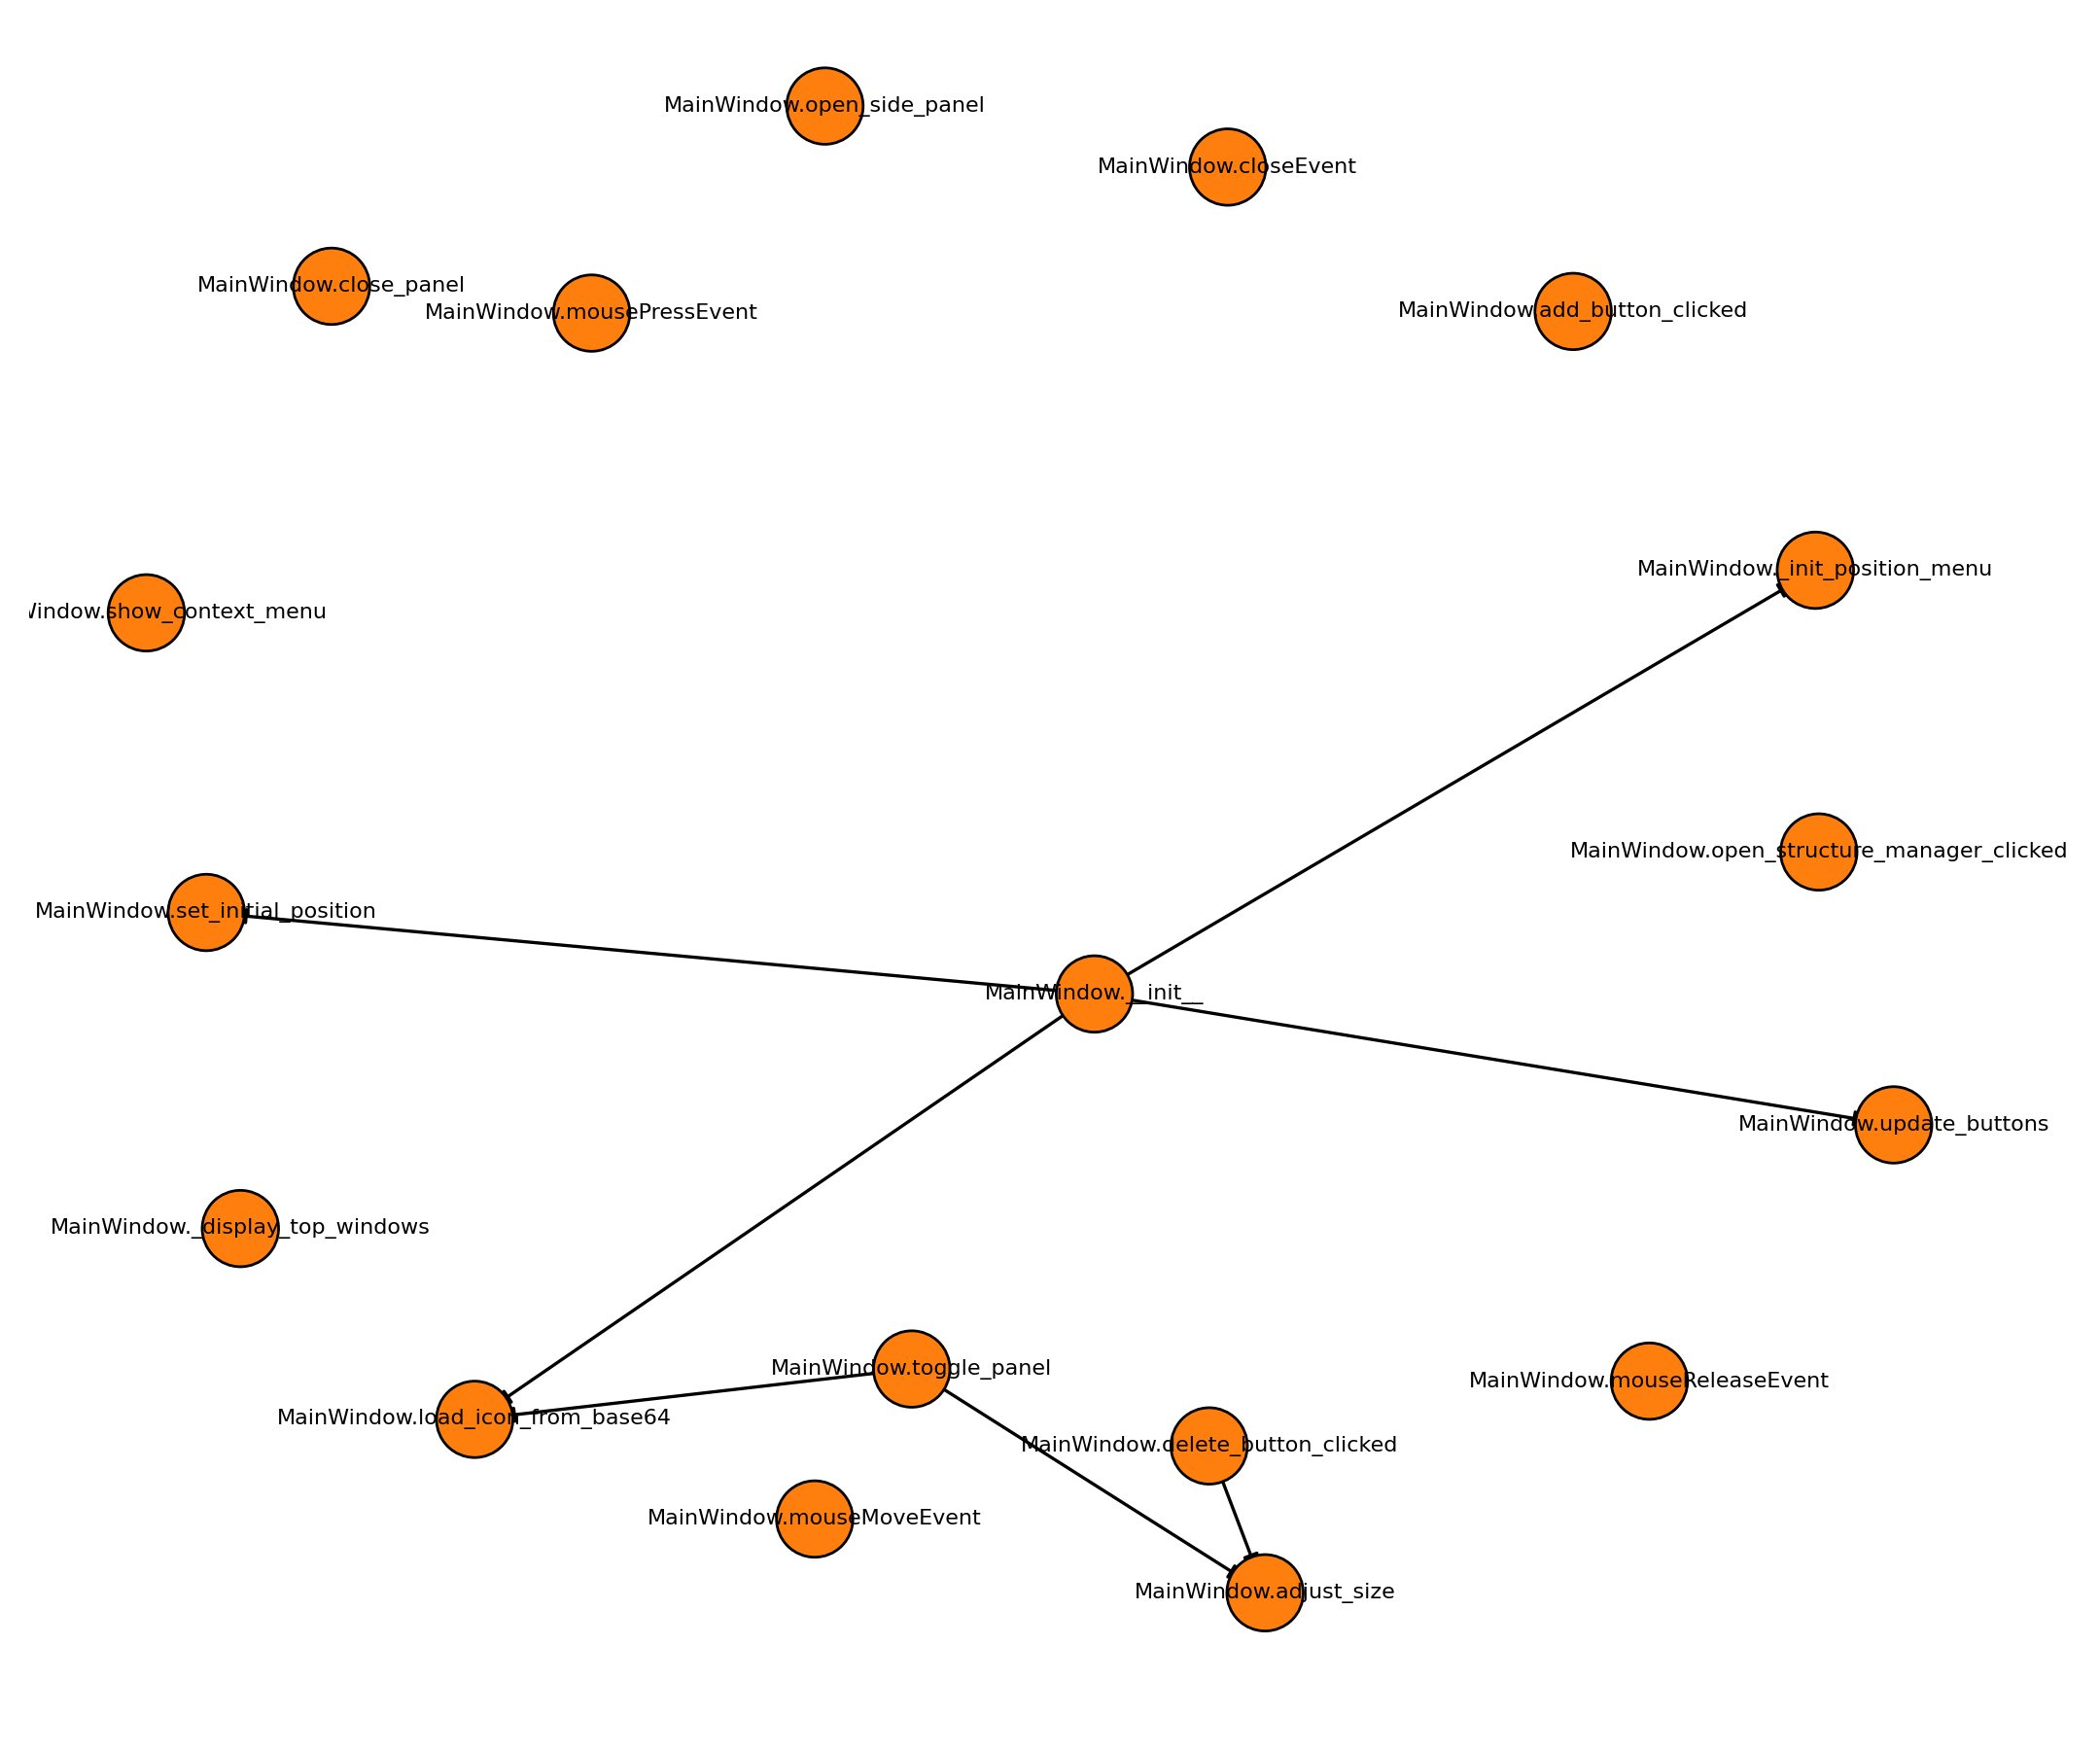 MainWindow.open_side_panel
MainWindow.closeEvent
MainWindow.close_panel
MainWindow.mousePressEvent
MainWindow.add_button_clicked
MainWindow._init_position_menu
Window.show_context_menu
MainWindow.open_structure_manager_clicked
MainWindow.set_initial_position
MainWindow.__init__
MainWindow.update_buttons
MainWindow._display_top_windows
MainWindow.toggle_panel
MainWindow.mouseReleaseEvent
MainWindow.load_icon_from_base64
MainWindow.delete_button_clicked
MainWindow.mouseMoveEvent
MainWindow.adjust_size